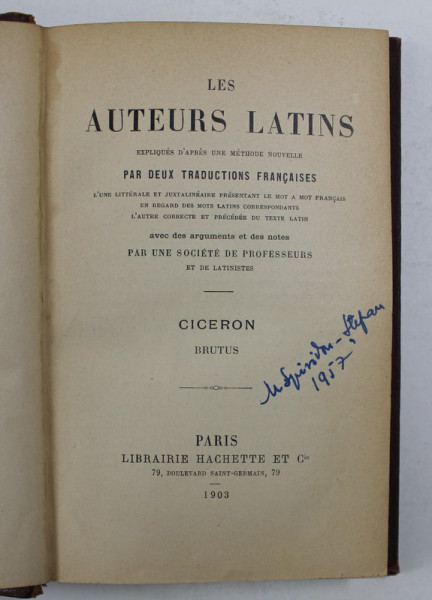 LES
AUTEURS LATINS
EXPLIQUÉS D'APRÈS UNE MÉTHODE NOUVELLE
PAR DEUX TRADUCTIONS FRANÇAISES
L'UNE LITTÉRALE ET JUXTALINÉAIRE PRÉSENTANT LE MOT A MOT FRANÇAIS
EN REGARD DES MOTS LATINS CORRESPONDANTS
L'AUTRE CORRECTE ET PRÉCÉDÉE DU TEXTE LATIN
avec des arguments et des notes
PAR UNE SOCIÉTÉ DE PROFESSEURS
ET DE LATINISTES
CICERON
BRUTUS
Spiridon-Stepan
1957
PARIS
LIBRAIRIE HACHETTE ET Cie
79, BOULEVARD SAINT-GERMAIN, 79
1903